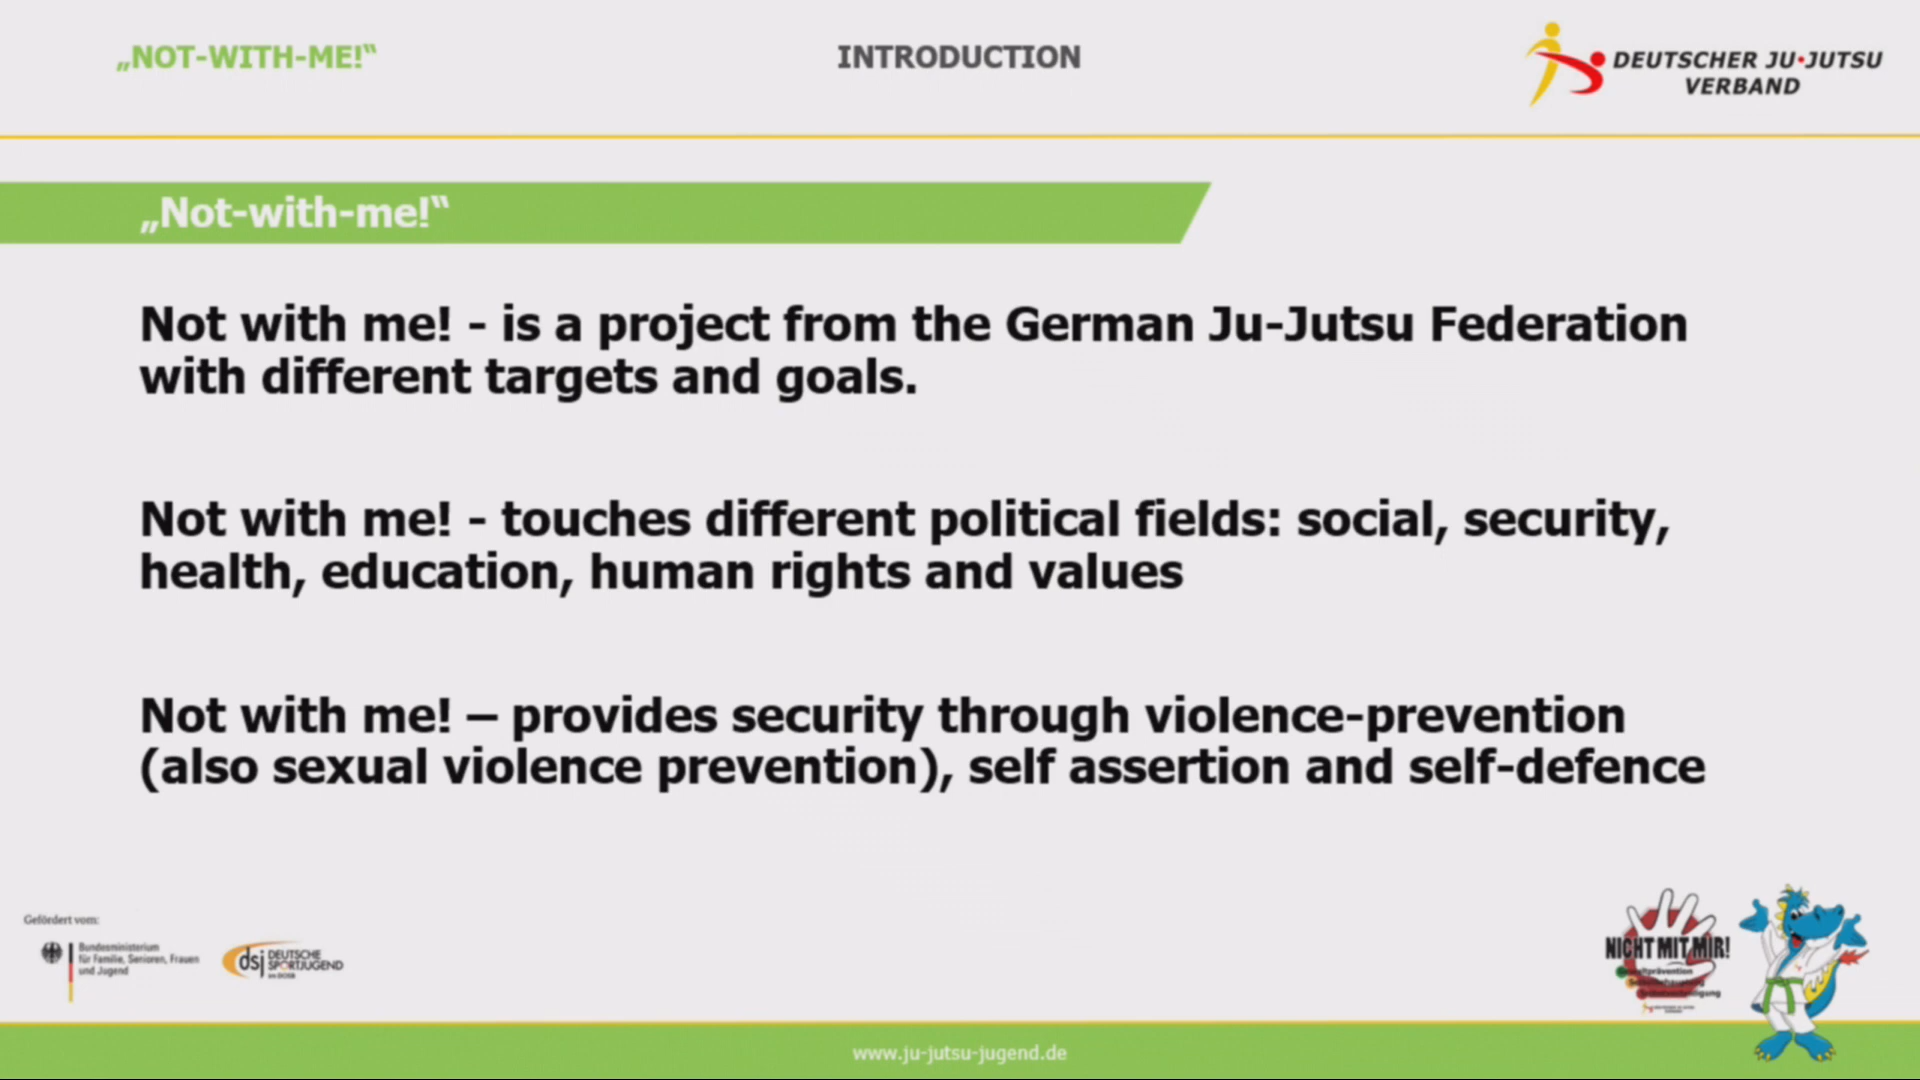 „NOT-WITH-ME!“
INTRODUCTION
DEUTSCHER JU•JUTSU
VERBAND
„Not-with-me!“
Not with me! - is a project from the German Ju-Jutsu Federation
with different targets and goals.
Not with me! - touches different political fields: social, security,
health, education, human rights and values
Not with me! – provides security through violence-prevention
(also sexual violence prevention), self assertion and self-defence
Gefördert vom:
Bundesministerium
für Familie, Senioren, Frauen
und Jugend
dsj DEUTSCHE
SPORTJUGEND
im DOSB
NICHT MIT MIR!
www.ju-jutsu-jugend.de